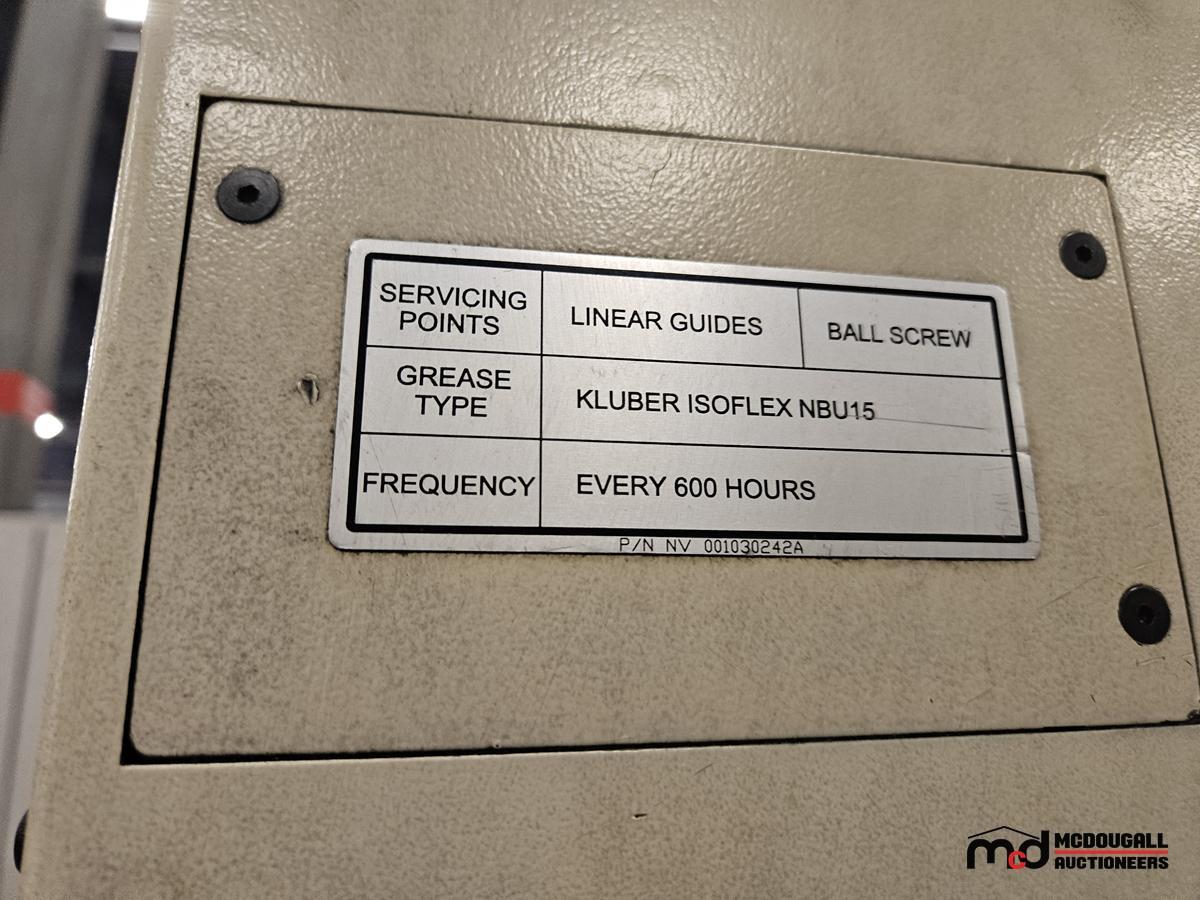 SERVICING
POINTS
LINEAR GUIDES
BALL SCREW
GREASE
TYPE
KLUBER ISOFLEX NBU15
FREQUENCY
EVERY 600 HOURS
P/N NV 001030242A
mcd
MCDOUGALL
AUCTIONEERS